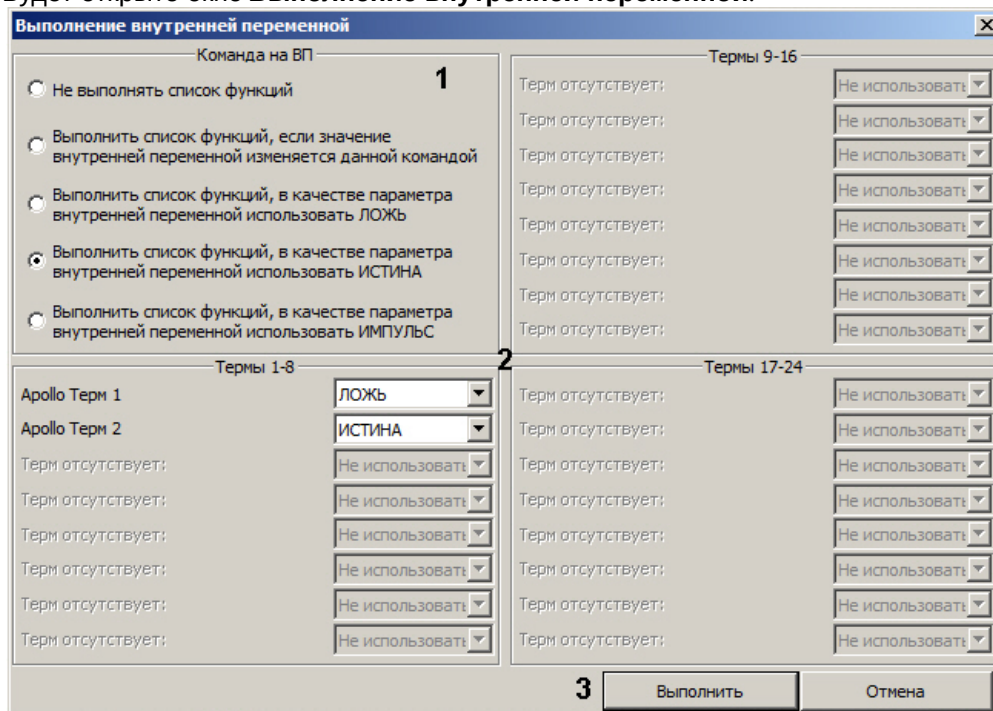 Будет открыто окно Выполнение внутренней переменной.
Выполнение внутренней переменной
Команда на ВП
1
Не выполнять список функций
Выполнить список функций, если значение
внутренней переменной изменяется данной командой
Выполнить список функций, в качестве параметра
внутренней переменной использовать ЛОЖЬ
Выполнить список функций, в качестве параметра
внутренней переменной использовать ИСТИНА
Выполнить список функций, в качестве параметра
внутренней переменной использовать ИМПУЛЬС
Термы 9-16
Терм отсутствует: Не использовать
Терм отсутствует: Не использовать
Терм отсутствует: Не использовать
Терм отсутствует: Не использовать
Терм отсутствует: Не использовать
Терм отсутствует: Не использовать
Терм отсутствует: Не использовать
Терм отсутствует: Не использовать
2
Термы 1-8
Apollo Терм 1 ЛОЖЬ
Apollo Терм 2 ИСТИНА
Терм отсутствует: Не использовать
Терм отсутствует: Не использовать
Терм отсутствует: Не использовать
Терм отсутствует: Не использовать
Терм отсутствует: Не использовать
Терм отсутствует: Не использовать
Термы 17-24
Терм отсутствует: Не использовать
Терм отсутствует: Не использовать
Терм отсутствует: Не использовать
Терм отсутствует: Не использовать
Терм отсутствует: Не использовать
Терм отсутствует: Не использовать
Терм отсутствует: Не использовать
Терм отсутствует: Не использовать
3
Выполнить
Отмена